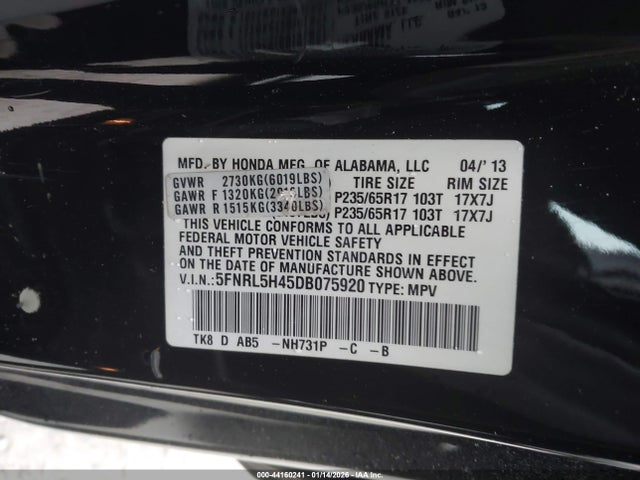 MFD. BY HONDA MFG. OF ALABAMA, LLC 04/'13
GVWR 2730KG(6019LBS) TIRE SIZE RIM SIZE
GAWR F 1320KG( LBS) P235/65R17 103T 17X7J
GAWR R 1515KG(3340LBS) P235/65R17 103T 17X7J
THIS VEHICLE CONFORMS TO ALL APPLICABLE
FEDERAL MOTOR VEHICLE SAFETY
AND THEFT PREVENTION STANDARDS IN EFFECT
ON THE DATE OF MANUFACTURE SHOWN ABOVE.
V.I.N.: 5FNRL5H45DB075920 TYPE: MPV
TK8 D AB5 -NH731P -C -B
000-44160241 - 01/14/2026 - IAA Inc.